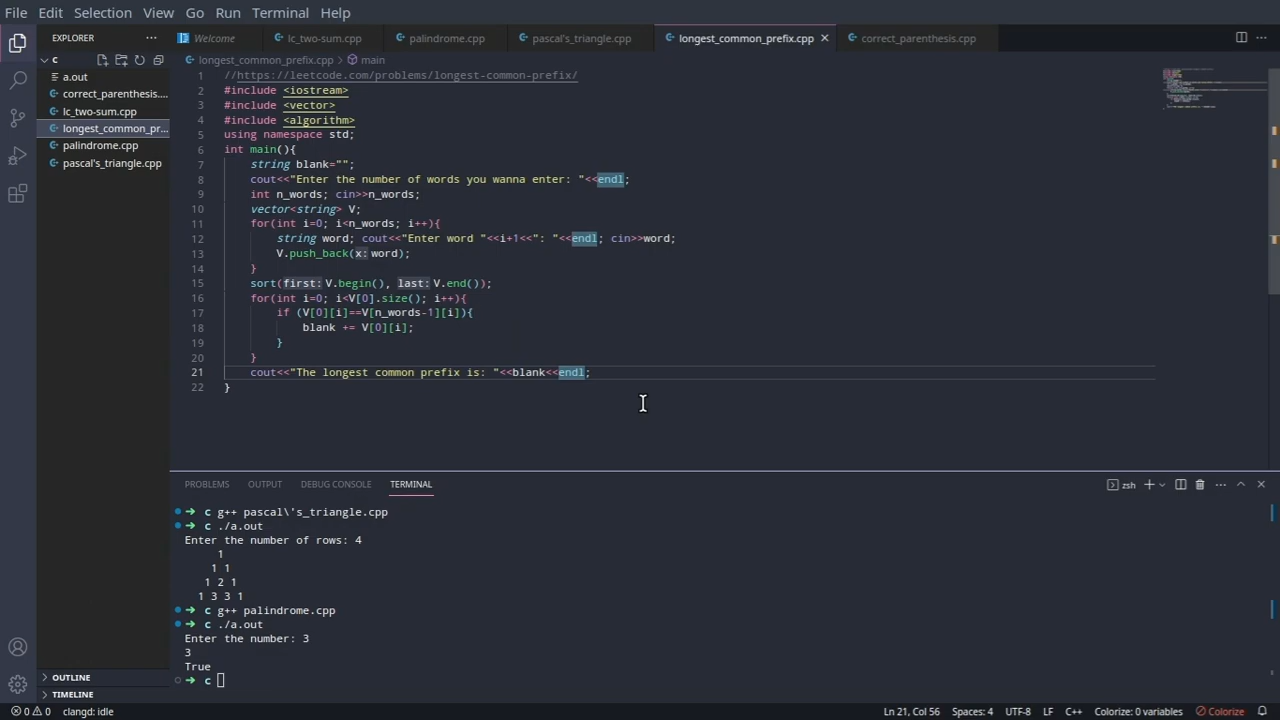 File Edit Selection View Go Run Terminal Help
EXPLORER
Welcome lc_two-sum.cpp palindrome.cpp pascal's_triangle.cpp longest_common_prefix.cpp correct_parenthesis.cpp
c
a.out
correct_parenthesis....
lc_two-sum.cpp
longest_common_pr...
palindrome.cpp
pascal's_triangle.cpp
OUTLINE
TIMELINE
longest_common_prefix.cpp > main
1 //https://leetcode.com/problems/longest-common-prefix/
2 #include <iostream>
3 #include <vector>
4 #include <algorithm>
5 using namespace std;
6 int main(){
7 string blank="";
8 cout<<"Enter the number of words you wanna enter: "<<endl;
9 int n_words; cin>>n_words;
10 vector<string> V;
11 for(int i=0; i<n_words; i++){
12 string word; cout<<"Enter word "<<i+1<<": "<<endl; cin>>word;
13 V.push_back(x: word);
14 }
15 sort(first: V.begin(), last: V.end());
16 for(int i=0; i<V[0].size(); i++){
17 if (V[0][i]==V[n_words-1][i]){
18 blank += V[0][i];
19 }
20 }
21 cout<<"The longest common prefix is: "<<blank<<endl;
22 }
PROBLEMS OUTPUT DEBUG CONSOLE TERMINAL
zsh
→ c g++ pascal\'s_triangle.cpp
→ c ./a.out
Enter the number of rows: 4
1
1 1
1 2 1
1 3 3 1
→ c g++ palindrome.cpp
→ c ./a.out
Enter the number: 3
3
True
→ c
0 0 clangd: idle Ln 21, Col 56 Spaces: 4 UTF-8 LF C++ Colorize: 0 variables Colorize